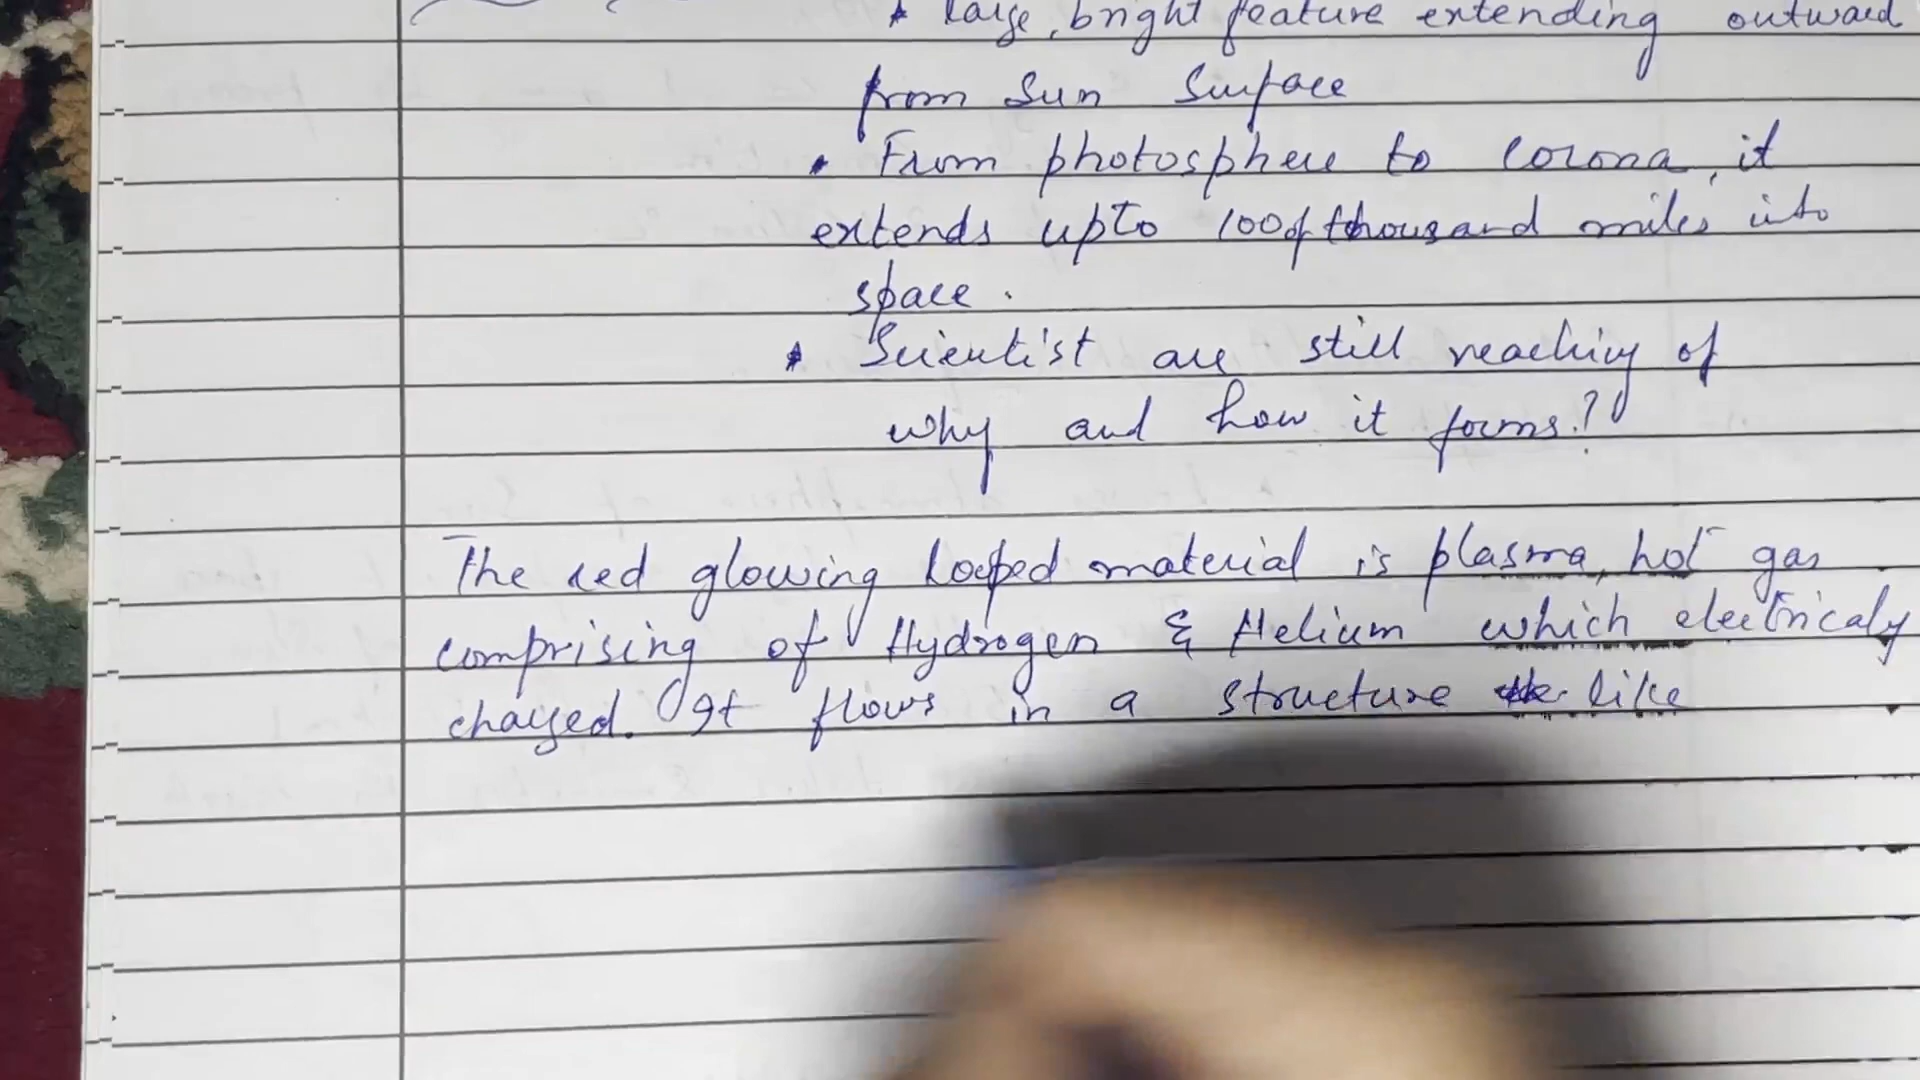 * large, bright feature extending outward
from Sun Surface
• From photosphere to corona, it
extends upto 100of thousand miles into
space.
* Scientist are still reaching of
why and how it forms?
The red glowing looped material is plasma, hot gas
comprising of Hydrogen & Helium which electricaly
charged. It flows in a structure like